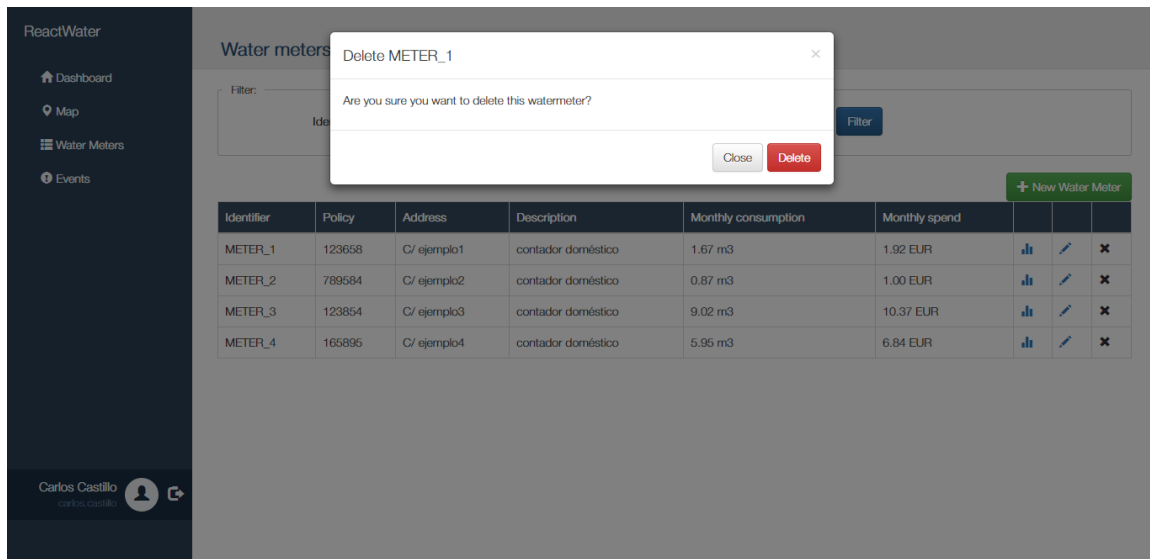 ReactWater
Dashboard
Map
Water Meters
Events
Carlos Castillo
carlos.castillo
Water meters
Filter:
Ide
Filter
Delete METER_1 ×
Are you sure you want to delete this watermeter?
Close Delete
New Water Meter
Identifier Policy Address Description Monthly consumption Monthly spend
METER_1 123658 C/ ejemplo1 contador doméstico 1.67 m3 1.92 EUR
METER_2 789584 C/ ejemplo2 contador doméstico 0.87 m3 1.00 EUR
METER_3 123854 C/ ejemplo3 contador doméstico 9.02 m3 10.37 EUR
METER_4 165895 C/ ejemplo4 contador doméstico 5.95 m3 6.84 EUR